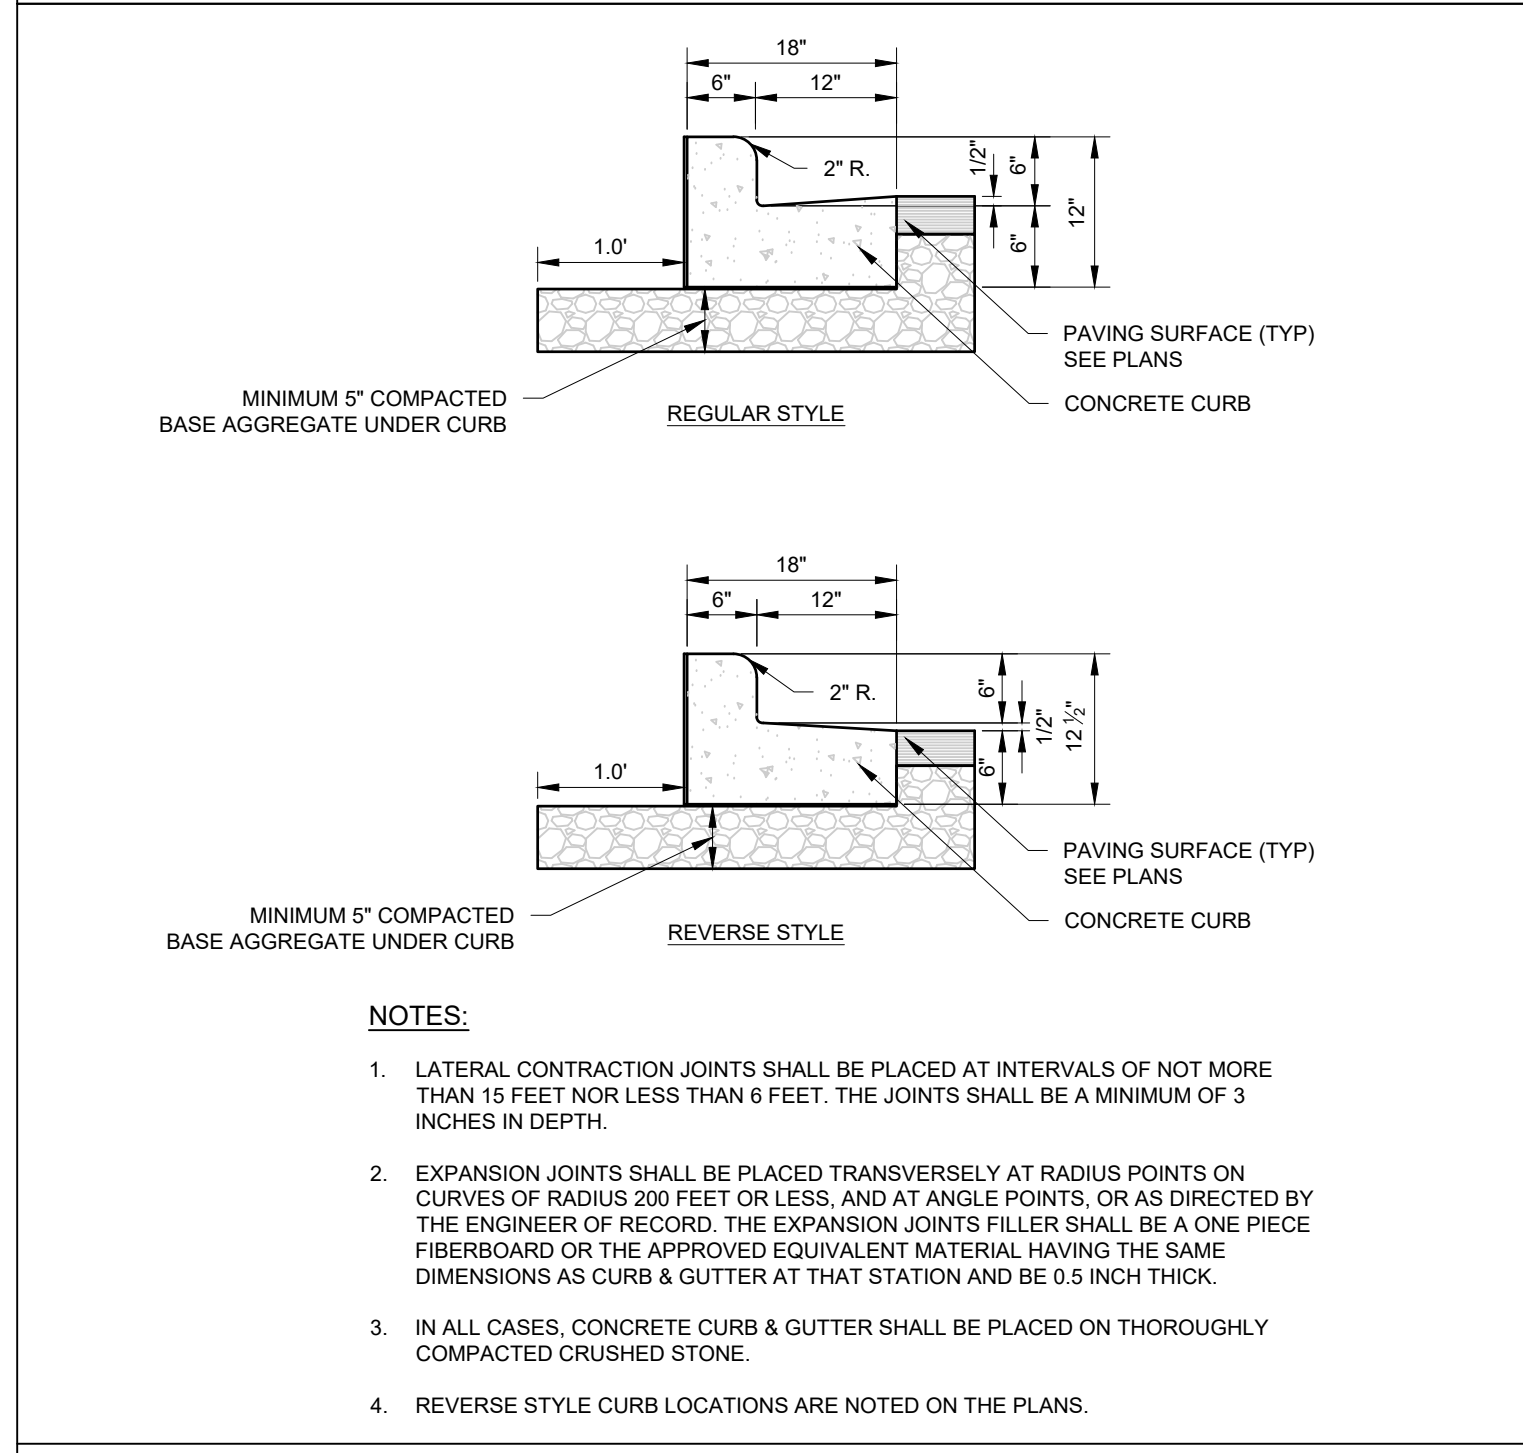 18"
6"
12"
2" R.
1/2"
6"
6"
12"
1.0'
PAVING SURFACE (TYP)
SEE PLANS
MINIMUM 5" COMPACTED
BASE AGGREGATE UNDER CURB
CONCRETE CURB
REGULAR STYLE
18"
6"
12"
2" R.
6"
1/2"
6"
12 ½"
1.0'
PAVING SURFACE (TYP)
SEE PLANS
MINIMUM 5" COMPACTED
BASE AGGREGATE UNDER CURB
CONCRETE CURB
REVERSE STYLE
NOTES:
1. LATERAL CONTRACTION JOINTS SHALL BE PLACED AT INTERVALS OF NOT MORE
THAN 15 FEET NOR LESS THAN 6 FEET. THE JOINTS SHALL BE A MINIMUM OF 3
INCHES IN DEPTH.
2. EXPANSION JOINTS SHALL BE PLACED TRANSVERSELY AT RADIUS POINTS ON
CURVES OF RADIUS 200 FEET OR LESS, AND AT ANGLE POINTS, OR AS DIRECTED BY
THE ENGINEER OF RECORD. THE EXPANSION JOINTS FILLER SHALL BE A ONE PIECE
FIBERBOARD OR THE APPROVED EQUIVALENT MATERIAL HAVING THE SAME
DIMENSIONS AS CURB & GUTTER AT THAT STATION AND BE 0.5 INCH THICK.
3. IN ALL CASES, CONCRETE CURB & GUTTER SHALL BE PLACED ON THOROUGHLY
COMPACTED CRUSHED STONE.
4. REVERSE STYLE CURB LOCATIONS ARE NOTED ON THE PLANS.